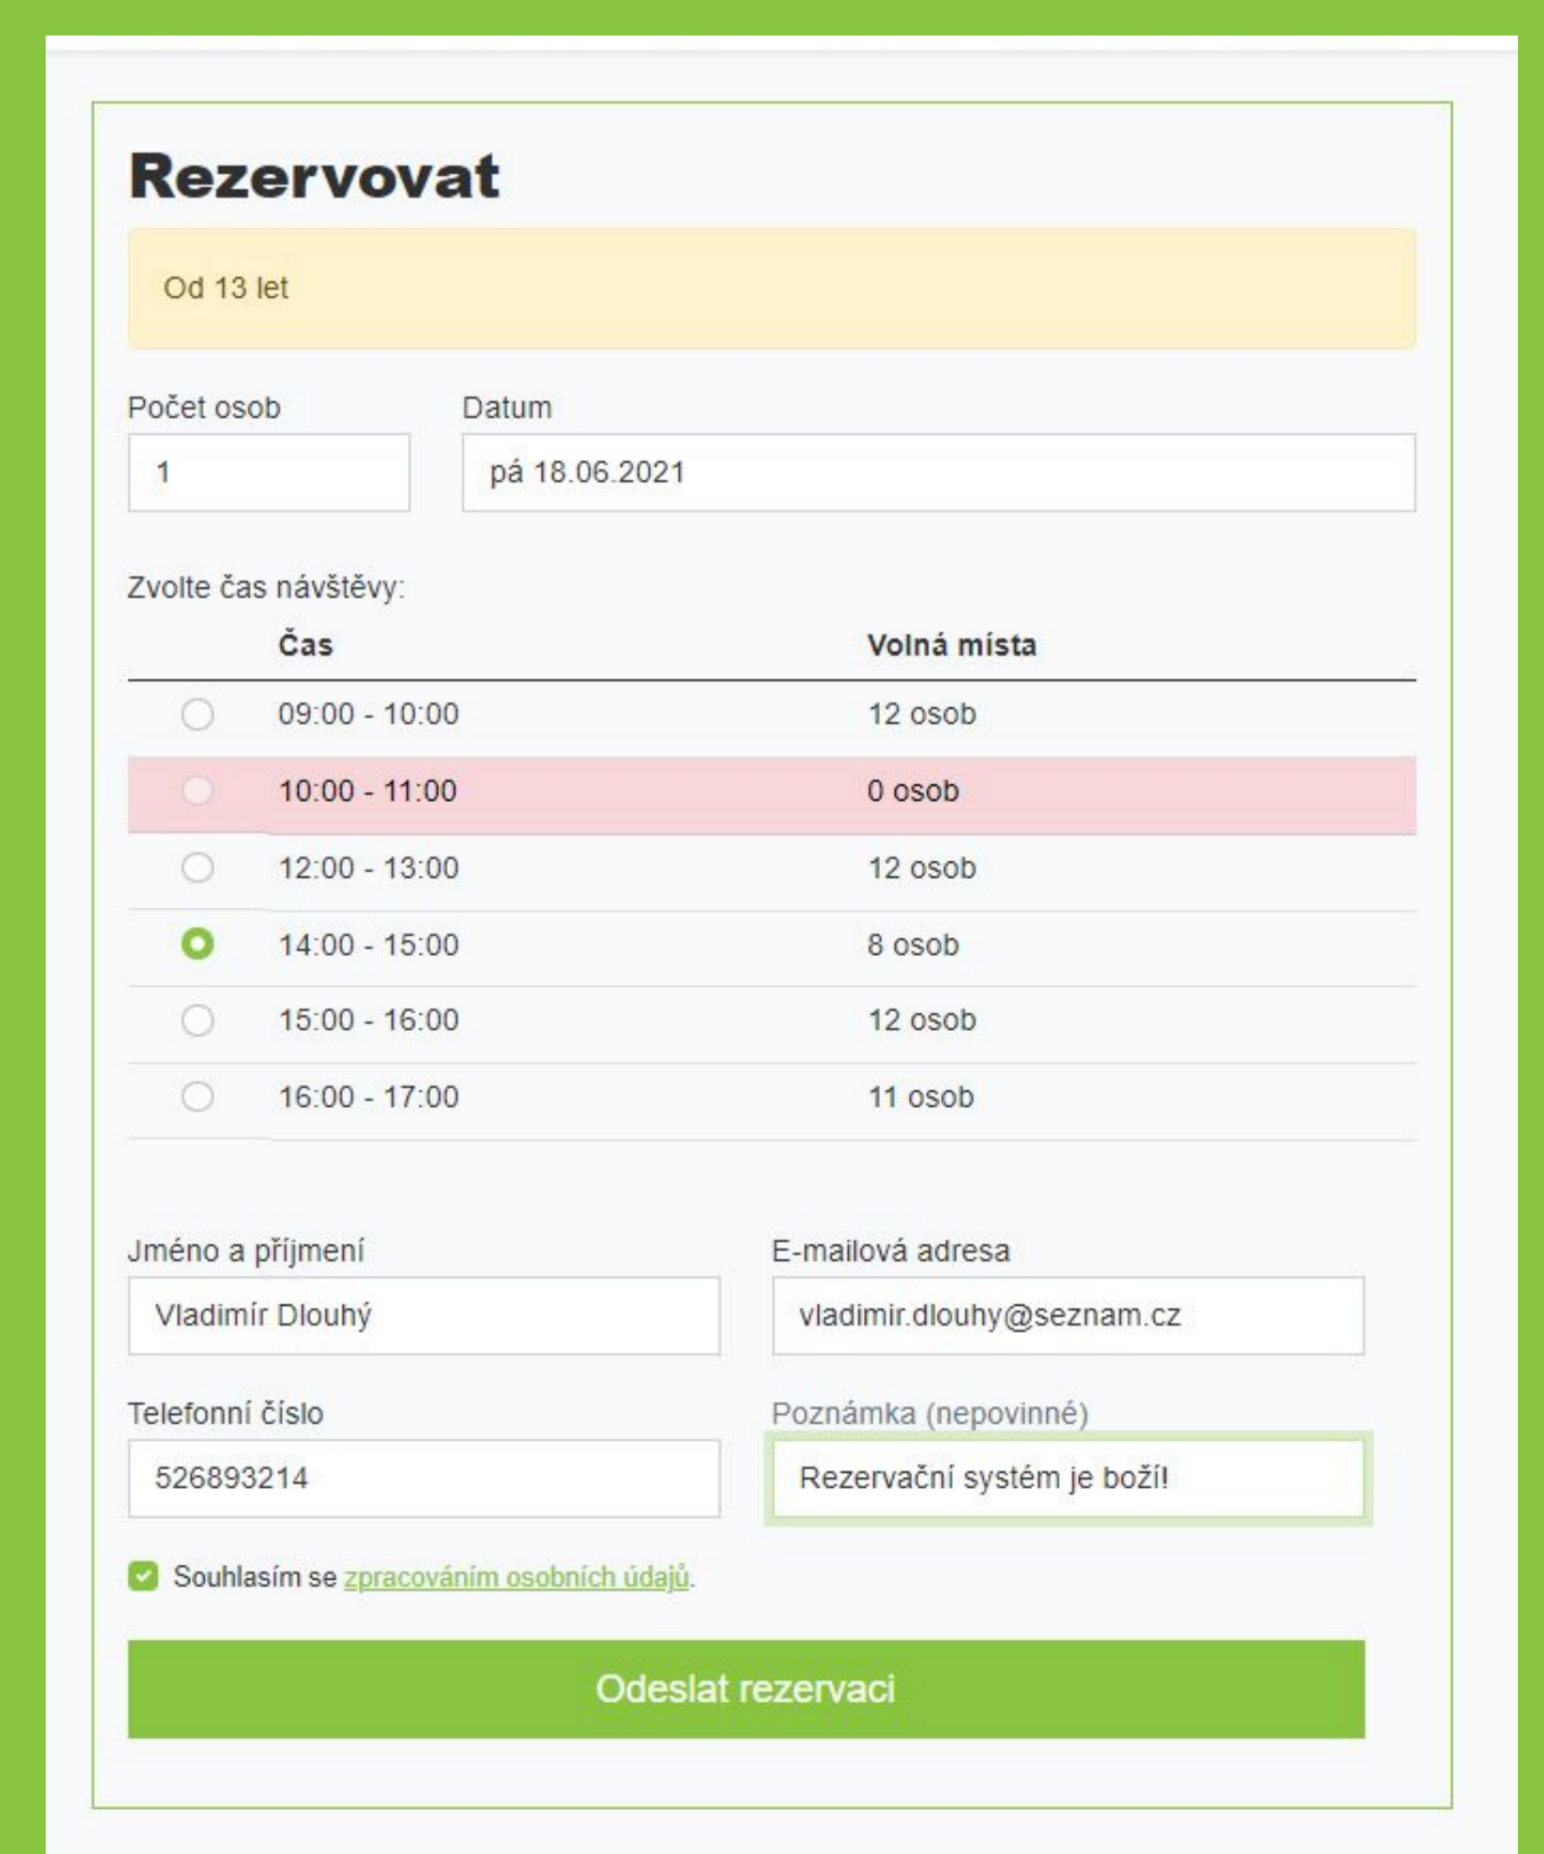 Rezervovat
Od 13 let
Počet osob Datum
1 pá 18.06.2021
Zvolte čas návštěvy:
Čas Volná místa
09:00 - 10:00 12 osob
10:00 - 11:00 0 osob
12:00 - 13:00 12 osob
14:00 - 15:00 8 osob
15:00 - 16:00 12 osob
16:00 - 17:00 11 osob
Jméno a příjmení E-mailová adresa
Vladimír Dlouhý vladimir.dlouhy@seznam.cz
Telefonní číslo Poznámka (nepovinné)
526893214 Rezervační systém je boží!
Souhlasím se zpracováním osobních údajů.
Odeslat rezervaci